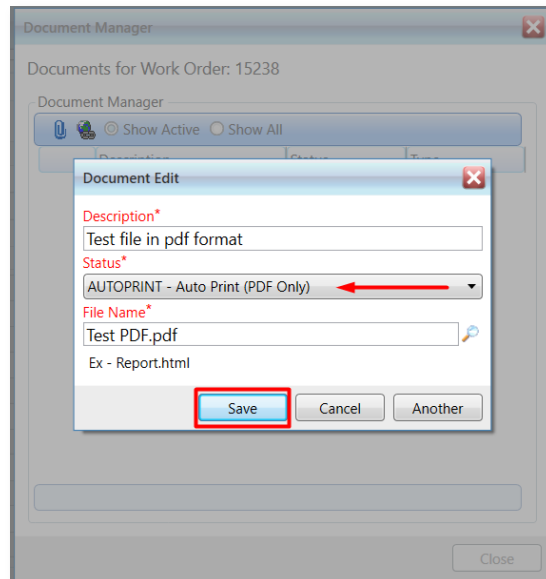 Document Manager
Documents for Work Order: 15238
Document Manager
Show Active Show All
Description Status Type
Document Edit
Description*
Test file in pdf format
Status*
AUTOPRINT - Auto Print (PDF Only)
File Name*
Test PDF.pdf
Ex - Report.html
Save Cancel Another
Close